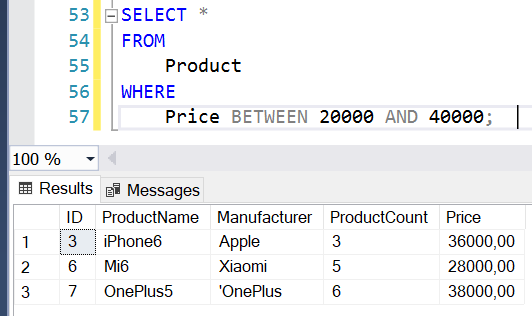 53 SELECT *
54 FROM
55 Product
56 WHERE
57 Price BETWEEN 20000 AND 40000;
100 %
Results Messages
ID ProductName Manufacturer ProductCount Price
1 3 iPhone6 Apple 3 36000,00
2 6 Mi6 Xiaomi 5 28000,00
3 7 OnePlus5 'OnePlus 6 38000,00